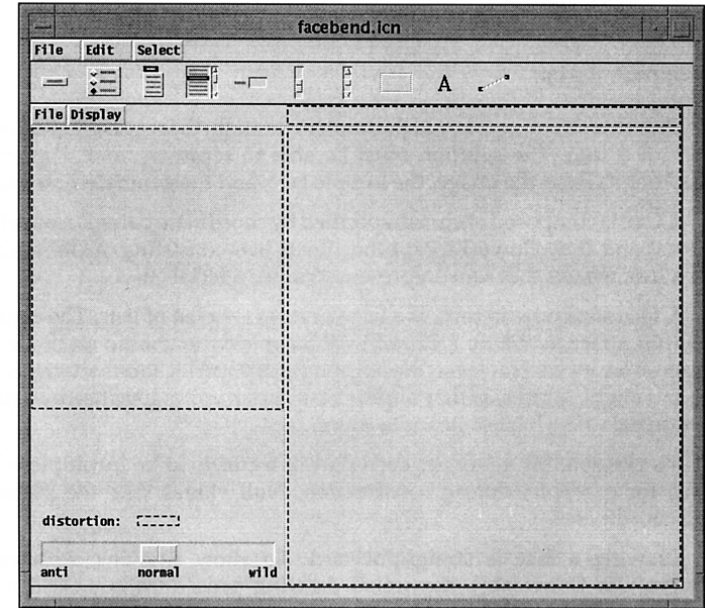 facebend.icn
File Edit Select
A
File Display
distortion:
anti normal wild